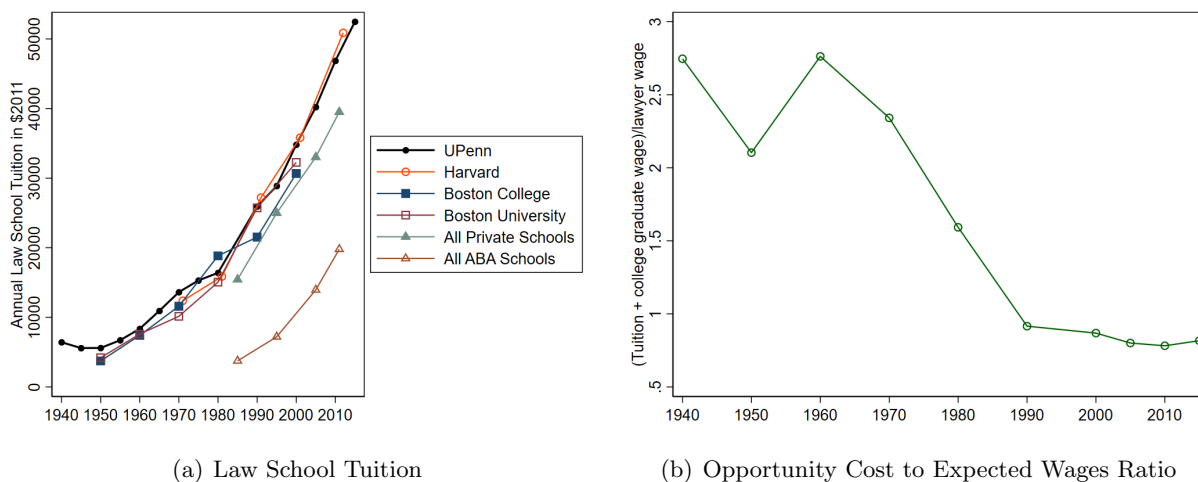 Annual Law School Tuition in $2011
50000
40000
30000
20000
10000
0
1940 1950 1960 1970 1980 1990 2000 2010
UPenn
Harvard
Boston College
Boston University
All Private Schools
All ABA Schools
(a) Law School Tuition
(Tuition + college graduate wage)/lawyer wage
3
2.5
2
1.5
1
.5
1940 1950 1960 1970 1980 1990 2000 2010
(b) Opportunity Cost to Expected Wages Ratio